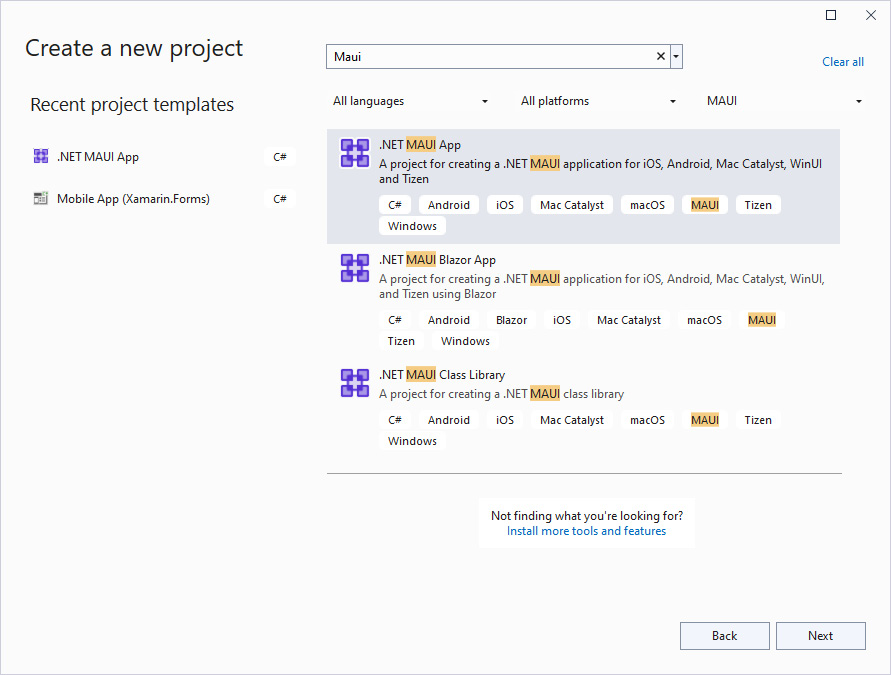 Create a new project
Maui
Clear all
Recent project templates
.NET MAUI App C#
Mobile App (Xamarin.Forms) C#
All languages All platforms MAUI
.NET MAUI App
A project for creating a .NET MAUI application for iOS, Android, Mac Catalyst, WinUI
and Tizen
C# Android iOS Mac Catalyst macOS MAUI Tizen
Windows
.NET MAUI Blazor App
A project for creating a .NET MAUI application for iOS, Android, Mac Catalyst, WinUI,
and Tizen using Blazor
C# Android Blazor iOS Mac Catalyst macOS MAUI
Tizen Windows
.NET MAUI Class Library
A project for creating a .NET MAUI class library
C# Android iOS Mac Catalyst macOS MAUI Tizen
Windows
Not finding what you're looking for?
Install more tools and features
Back Next